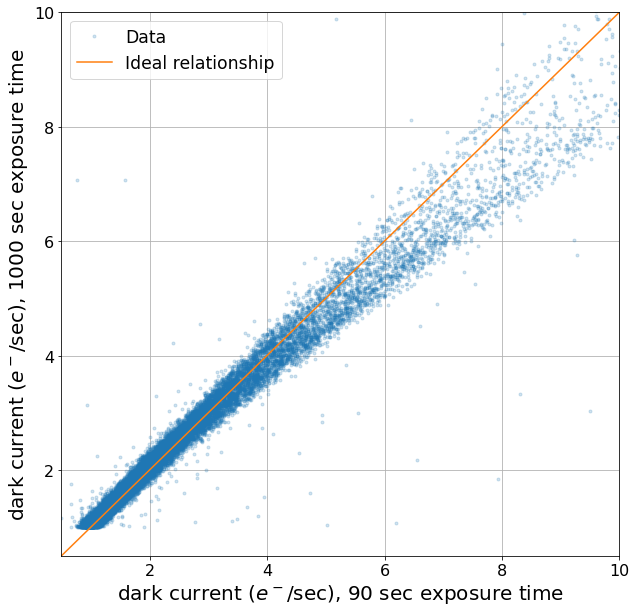 Data
Ideal relationship
10
8
6
4
2
2 4 6 8 10
dark current (e⁻/sec), 1000 sec exposure time
dark current (e⁻/sec), 90 sec exposure time